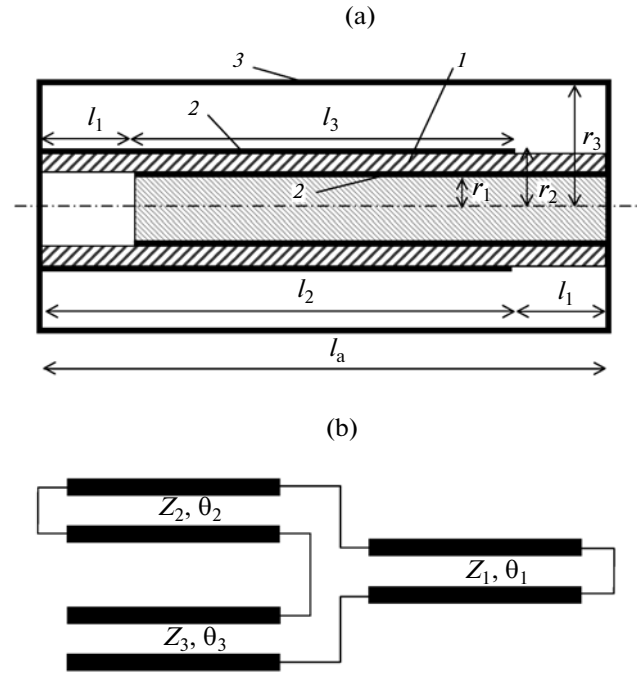 (a)
3
1
l₁
2
l₃
r₃
2
r₁
r₂
l₂
l₁
lₐ
(b)
Z₂, θ₂
Z₁, θ₁
Z₃, θ₃